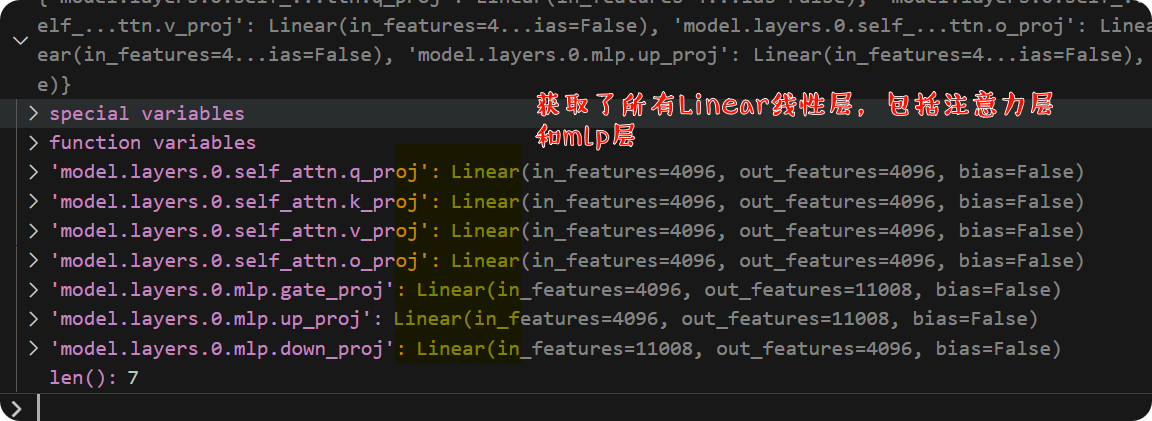 {'model.layers.0.self_...ttn.q_proj': Linear(in_features=4...ias=False), 'model.layers.0.self_...
elf_...ttn.v_proj': Linear(in_features=4...ias=False), 'model.layers.0.self_...ttn.o_proj': Line
ear(in_features=4...ias=False), 'model.layers.0.mlp.up_proj': Linear(in_features=4...ias=False),
e)}
special variables
获取了所有Linear线性层，包括注意力层
和mlp层
function variables
'model.layers.0.self_attn.q_proj': Linear(in_features=4096, out_features=4096, bias=False)
'model.layers.0.self_attn.k_proj': Linear(in_features=4096, out_features=4096, bias=False)
'model.layers.0.self_attn.v_proj': Linear(in_features=4096, out_features=4096, bias=False)
'model.layers.0.self_attn.o_proj': Linear(in_features=4096, out_features=4096, bias=False)
'model.layers.0.mlp.gate_proj': Linear(in_features=4096, out_features=11008, bias=False)
'model.layers.0.mlp.up_proj': Linear(in_features=4096, out_features=11008, bias=False)
'model.layers.0.mlp.down_proj': Linear(in_features=11008, out_features=4096, bias=False)
len(): 7